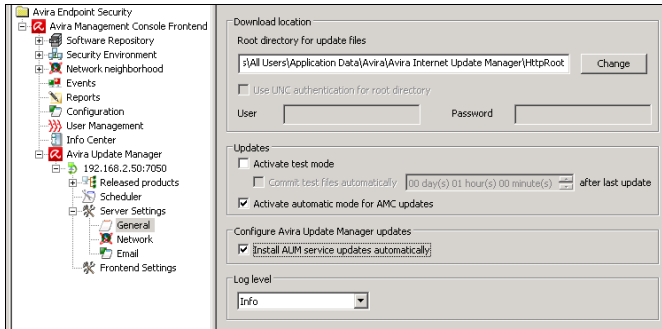 Avira Endpoint Security
Avira Management Console Frontend
Software Repository
Security Environment
Network neighborhood
Events
Reports
Configuration
User Management
Info Center
Avira Update Manager
192.168.2.50:7050
Released products
Scheduler
Server Settings
General
Network
Email
Frontend Settings
Download location
Root directory for update files
s\All Users\Application Data\Avira\Avira Internet Update Manager\HttpRoot Change
Use UNC authentication for root directory
User Password
Updates
Activate test mode
Commit test files automatically 00 day(s) 01 hour(s) 00 minute(s) after last update
Activate automatic mode for AMC updates
Configure Avira Update Manager updates
Install AUM service updates automatically
Log level
Info